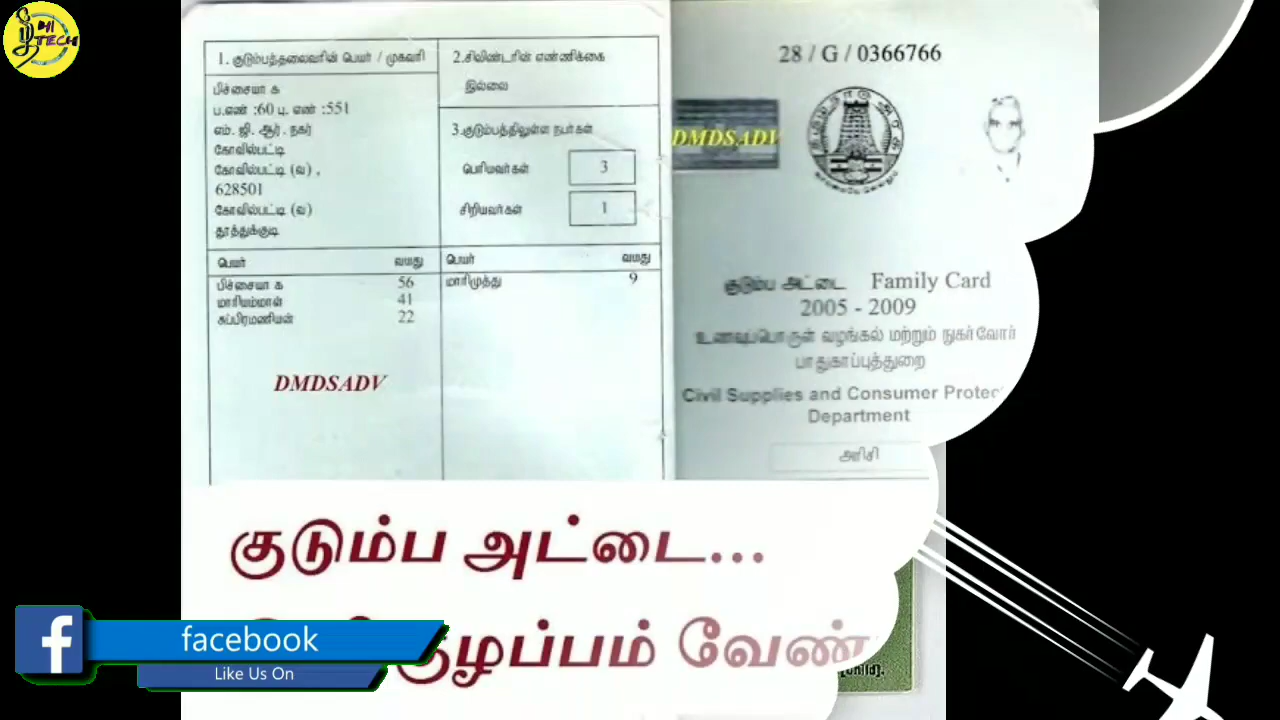 மா
TECH
1. குடும்பத்தலைவரின் பெயர் / முகவரி
பிச்சையா க
ப.எண் :60 பு. எண் :551
எம். ஜி. ஆர். நகர்
கோவில்பட்டி
கோவில்பட்டி (வ) ,
628501
கோவில்பட்டி (வ)
தூத்துக்குடி
2.சிலிண்டரின் எண்ணிக்கை
இல்லை
3.குடும்பத்திலுள்ள நபர்கள்
பெரியவர்கள் 3
சிறியவர்கள் 1
பெயர் வயது
பிச்சையா க 56
மாரியம்மாள் 41
சுப்பிரமணியன் 22
பெயர் வயது
மாரிமுத்து 9
DMDSADV
28 / G / 0366766
DMDSADV
குடும்ப அட்டை Family Card
2005 - 2009
உணவுப்பொருள் வழங்கல் மற்றும் நுகர்வோர்
பாதுகாப்புத்துறை
Civil Supplies and Consumer Protec
Department
அரிசி
குடும்ப அட்டை...
facebook
Like Us On